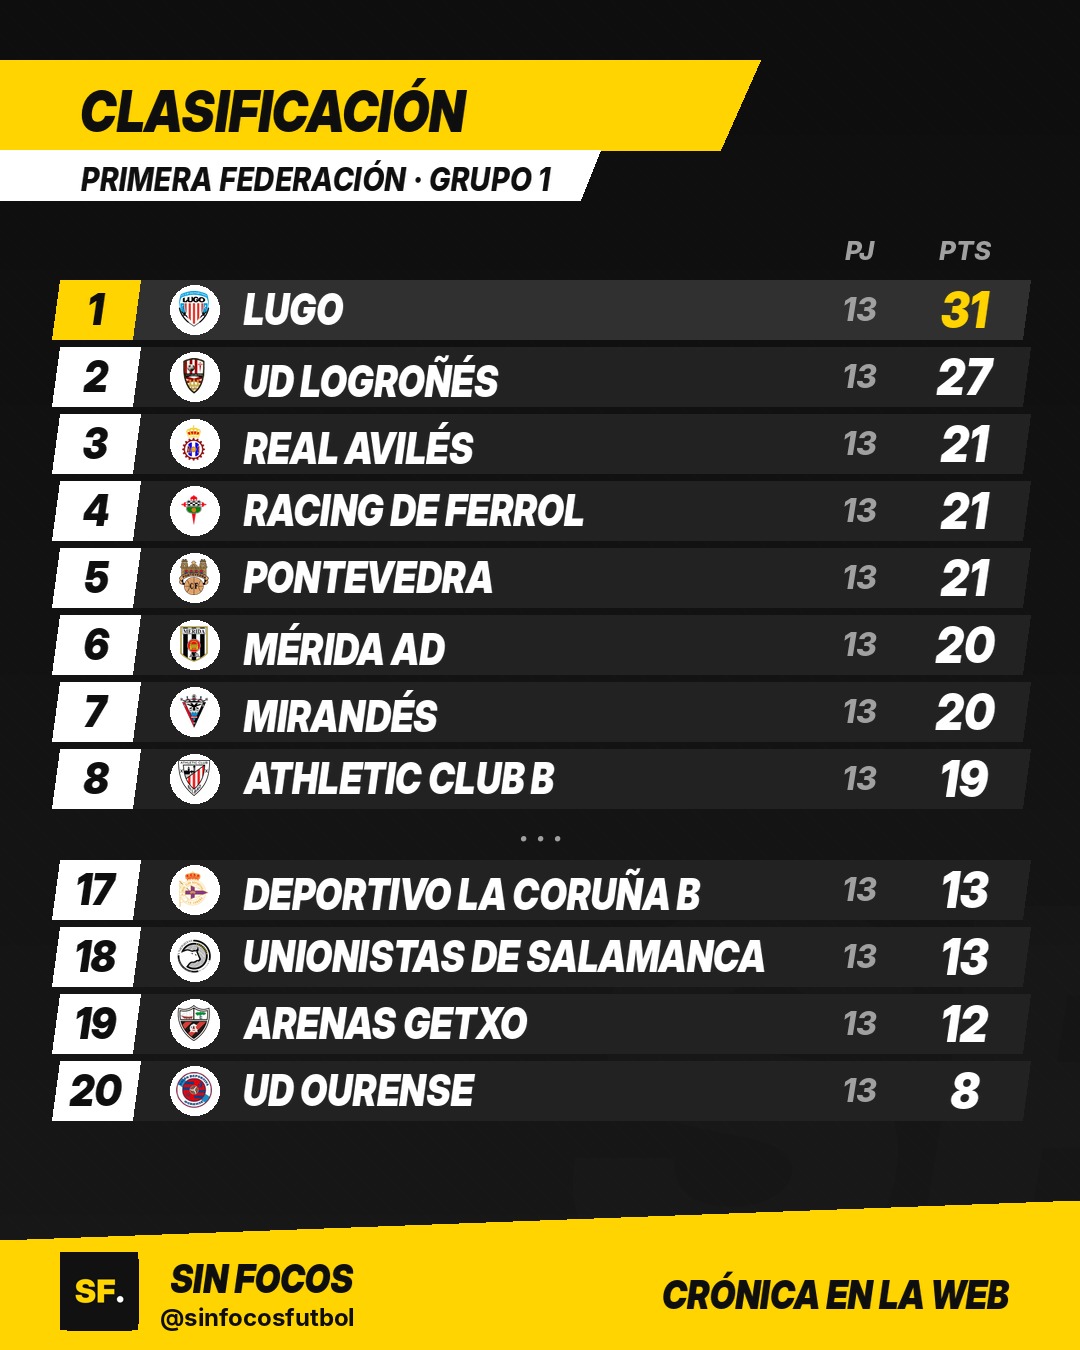 CLASIFICACIÓN
PRIMERA FEDERACIÓN · GRUPO 1
PJ PTS
1 LUGO 13 31
2 UD LOGROÑÉS 13 27
3 REAL AVILÉS 13 21
4 RACING DE FERROL 13 21
5 PONTEVEDRA 13 21
6 MÉRIDA AD 13 20
7 MIRANDÉS 13 20
8 ATHLETIC CLUB B 13 19
...
17 DEPORTIVO LA CORUÑA B 13 13
18 UNIONISTAS DE SALAMANCA 13 13
19 ARENAS GETXO 13 12
20 UD OURENSE 13 8
SF.
SIN FOCOS
@sinfocosfutbol
CRÓNICA EN LA WEB